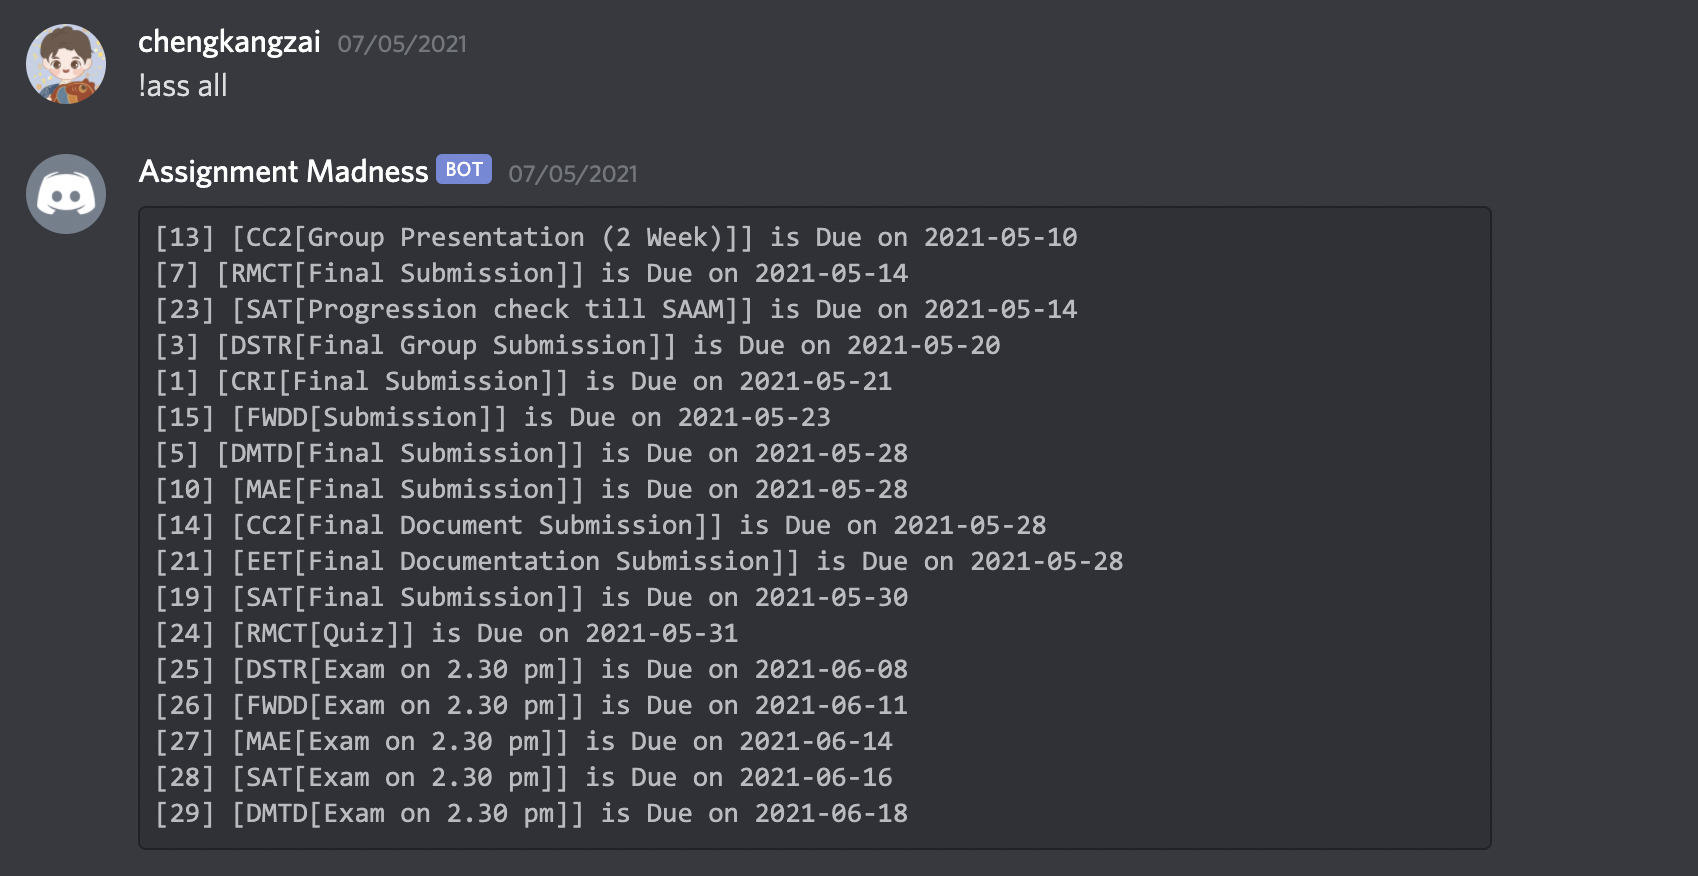 chengkangzai 07/05/2021
!ass all
Assignment Madness BOT 07/05/2021
[13] [CC2[Group Presentation (2 Week)]] is Due on 2021-05-10
[7] [RMCT[Final Submission]] is Due on 2021-05-14
[23] [SAT[Progression check till SAAM]] is Due on 2021-05-14
[3] [DSTR[Final Group Submission]] is Due on 2021-05-20
[1] [CRI[Final Submission]] is Due on 2021-05-21
[15] [FWDD[Submission]] is Due on 2021-05-23
[5] [DMTD[Final Submission]] is Due on 2021-05-28
[10] [MAE[Final Submission]] is Due on 2021-05-28
[14] [CC2[Final Document Submission]] is Due on 2021-05-28
[21] [EET[Final Documentation Submission]] is Due on 2021-05-28
[19] [SAT[Final Submission]] is Due on 2021-05-30
[24] [RMCT[Quiz]] is Due on 2021-05-31
[25] [DSTR[Exam on 2.30 pm]] is Due on 2021-06-08
[26] [FWDD[Exam on 2.30 pm]] is Due on 2021-06-11
[27] [MAE[Exam on 2.30 pm]] is Due on 2021-06-14
[28] [SAT[Exam on 2.30 pm]] is Due on 2021-06-16
[29] [DMTD[Exam on 2.30 pm]] is Due on 2021-06-18